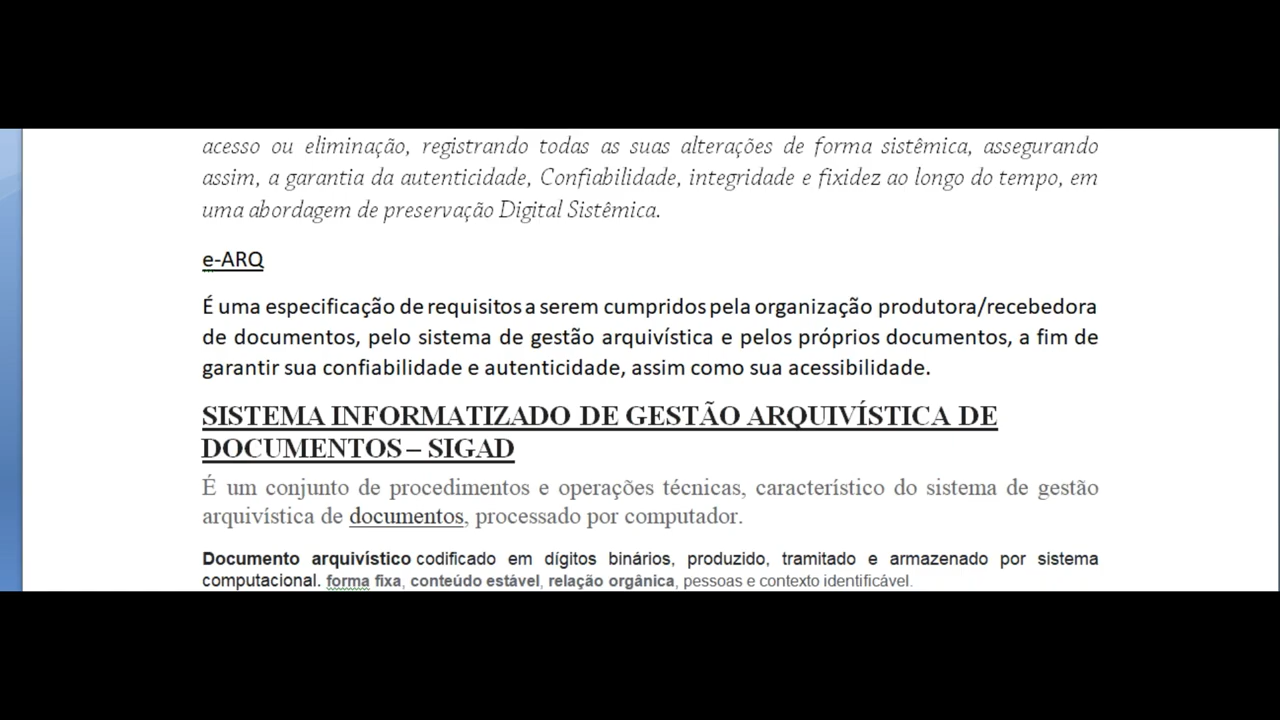 acesso ou eliminação, registrando todas as suas alterações de forma sistêmica, assegurando
assim, a garantia da autenticidade, Confiabilidade, integridade e fixidez ao longo do tempo, em
uma abordagem de preservação Digital Sistêmica.
e-ARQ
É uma especificação de requisitos a serem cumpridos pela organização produtora/recebedora
de documentos, pelo sistema de gestão arquivística e pelos próprios documentos, a fim de
garantir sua confiabilidade e autenticidade, assim como sua acessibilidade.
SISTEMA INFORMATIZADO DE GESTÃO ARQUIVÍSTICA DE
DOCUMENTOS – SIGAD
É um conjunto de procedimentos e operações técnicas, característico do sistema de gestão
arquivística de documentos, processado por computador.
Documento arquivístico codificado em dígitos binários, produzido, tramitado e armazenado por sistema
computacional. forma fixa, conteúdo estável, relação orgânica, pessoas e contexto identificável.